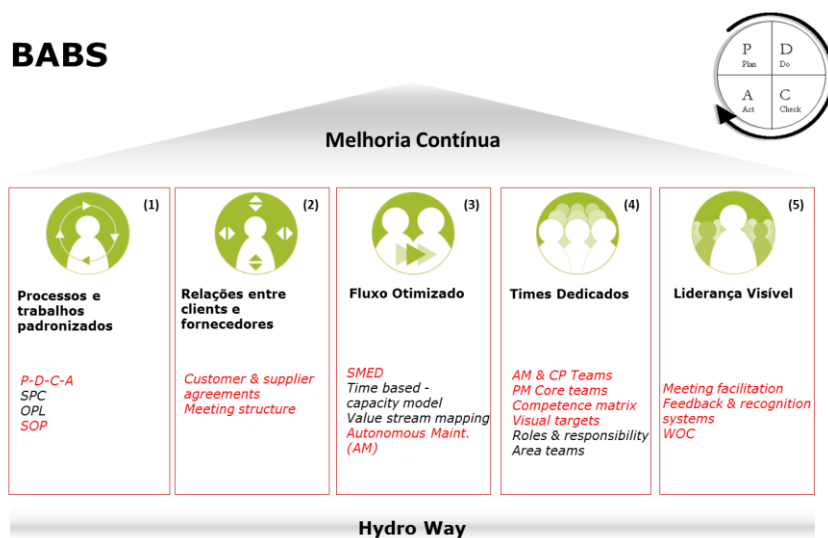 BABS
P
Plan
D
Do
A
Act
C
Check
Melhoria Contínua
(1)
Processos e
trabalhos
padronizados
P-D-C-A
SPC
OPL
SOP
(2)
Relações entre
clients e
fornecedores
Customer & supplier
agreements
Meeting structure
(3)
Fluxo Otimizado
SMED
Time based -
capacity model
Value stream mapping
Autonomous Maint.
(AM)
(4)
Times Dedicados
AM & CP Teams
PM Core teams
Competence matrix
Visual targets
Roles & responsibility
Area teams
(5)
Liderança Visível
Meeting facilitation
Feedback & recognition
systems
WOC
Hydro Way